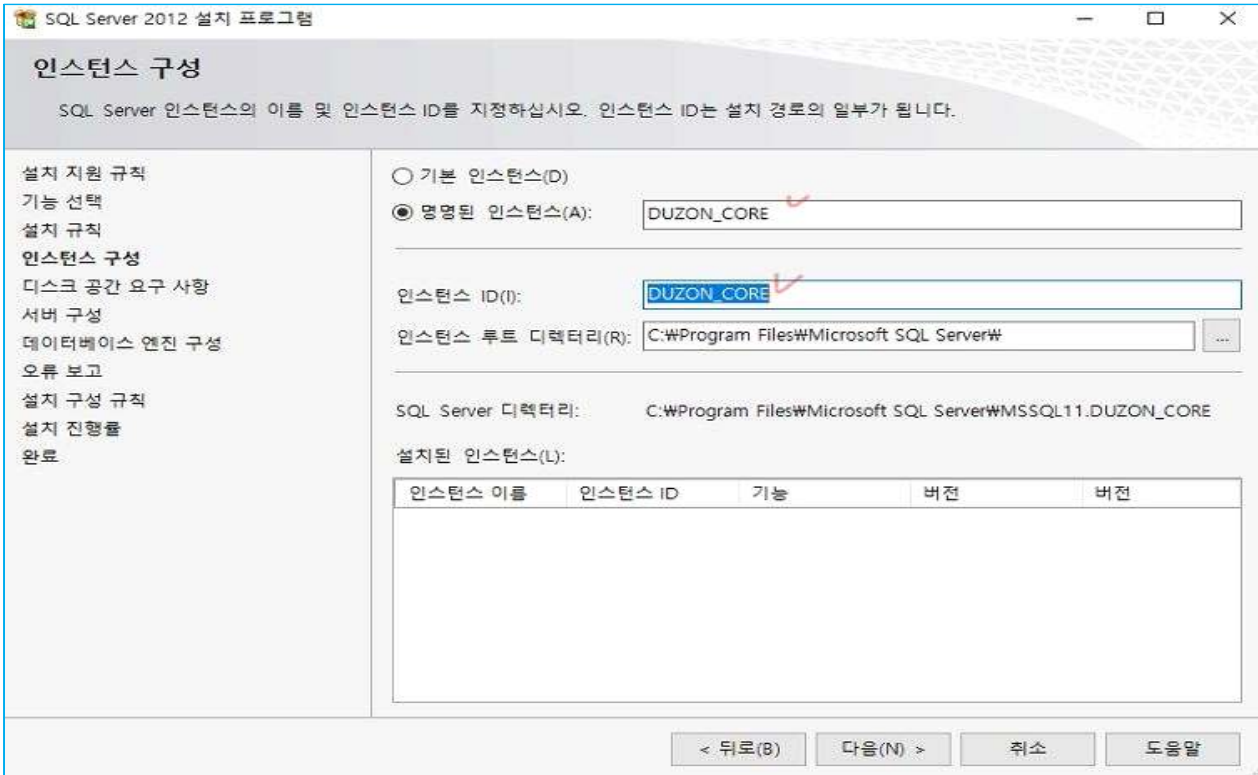 SQL Server 2012 설치 프로그램
인스턴스 구성
SQL Server 인스턴스의 이름 및 인스턴스 ID를 지정하십시오. 인스턴스 ID는 설치 경로의 일부가 됩니다.
설치 지원 규칙
기능 선택
설치 규칙
인스턴스 구성
디스크 공간 요구 사항
서버 구성
데이터베이스 엔진 구성
오류 보고
설치 구성 규칙
설치 진행률
완료
기본 인스턴스(D)
명명된 인스턴스(A): DUZON_CORE
인스턴스 ID(I): DUZON_CORE
인스턴스 루트 디렉터리(R): C:₩Program Files₩Microsoft SQL Server₩ ...
SQL Server 디렉터리: C:₩Program Files₩Microsoft SQL Server₩MSSQL11.DUZON_CORE
설치된 인스턴스(L):
인스턴스 이름 인스턴스 ID 기능 버전 버전
< 뒤로(B) 다음(N) > 취소 도움말